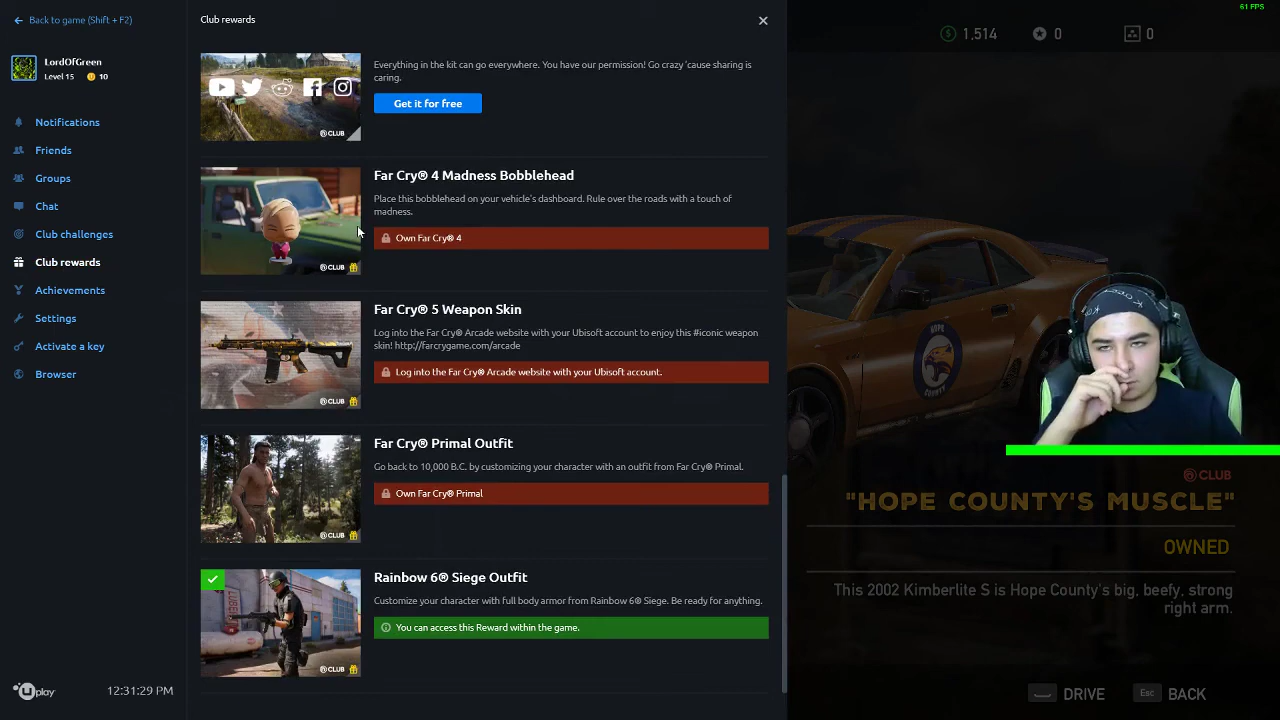 61 FPS
Back to game (Shift + F2)
Club rewards
1,514
0
0
LordOfGreen
Level 15
10
Everything in the kit can go everywhere. You have our permission! Go crazy 'cause sharing is
caring.
Get it for free
CLUB
Notifications
Friends
Groups
Chat
Club challenges
Club rewards
Achievements
Settings
Activate a key
Browser
Far Cry® 4 Madness Bobblehead
Place this bobblehead on your vehicle's dashboard. Rule over the roads with a touch of
madness.
Own Far Cry® 4
CLUB
Far Cry® 5 Weapon Skin
Log into the Far Cry® Arcade website with your Ubisoft account to enjoy this #iconic weapon
skin! http://farcrygame.com/arcade
Log into the Far Cry® Arcade website with your Ubisoft account.
CLUB
Far Cry® Primal Outfit
Go back to 10,000 B.C. by customizing your character with an outfit from Far Cry® Primal.
Own Far Cry® Primal
CLUB
Rainbow 6® Siege Outfit
Customize your character with full body armor from Rainbow 6® Siege. Be ready for anything.
You can access this Reward within the game.
CLUB
HOPE
COUNTY
CLUB
"HOPE COUNTY'S MUSCLE"
OWNED
This 2002 Kimberlite S is Hope County's big, beefy, strong
right arm.
uplay
12:31:29 PM
DRIVE
Esc
BACK